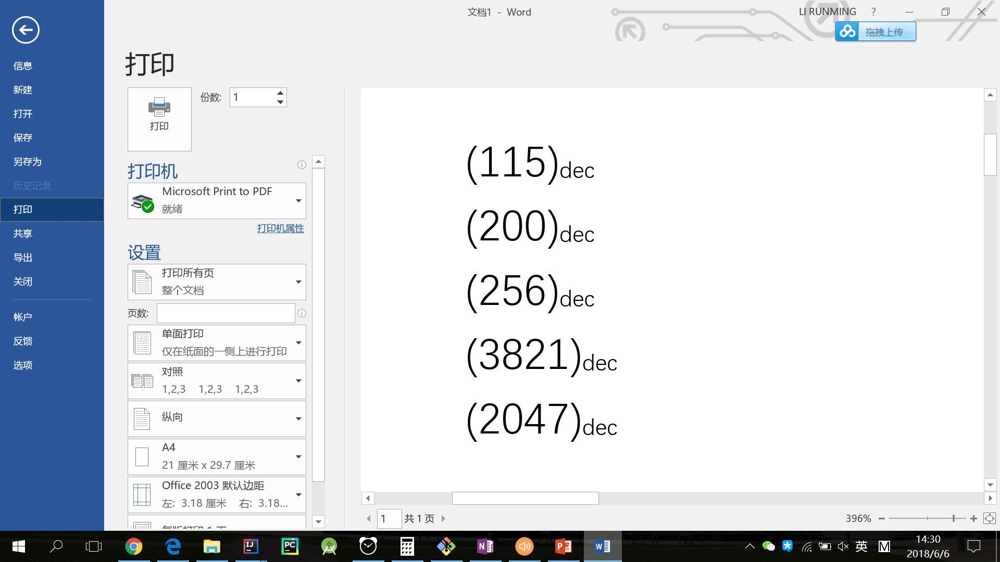 文档1 - Word
LI RUNMING
?
拖拽上传
信息
新建
打开
保存
另存为
历史记录
打印
共享
导出
关闭
帐户
反馈
选项
打印
打印
份数: 1
打印机
Microsoft Print to PDF
就绪
打印机属性
设置
打印所有页
整个文档
页数:
单面打印
仅在纸面的一侧上进行打印
对照
1,2,3 1,2,3 1,2,3
纵向
A4
21 厘米 x 29.7 厘米
Office 2003 默认边距
左: 3.18 厘米 右: 3.18...
每版打印 1 页
(115)dec
(200)dec
(256)dec
(3821)dec
(2047)dec
1 共 1 页
396%
英
M
14:30
2018/6/6